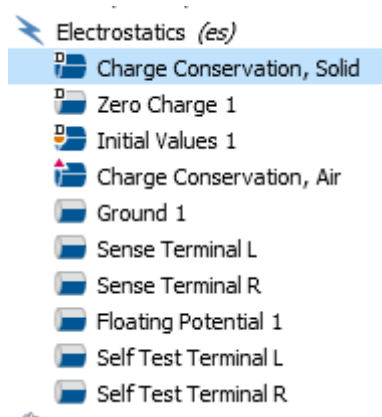 Electrostatics (es)
Charge Conservation, Solid
Zero Charge 1
Initial Values 1
Charge Conservation, Air
Ground 1
Sense Terminal L
Sense Terminal R
Floating Potential 1
Self Test Terminal L
Self Test Terminal R